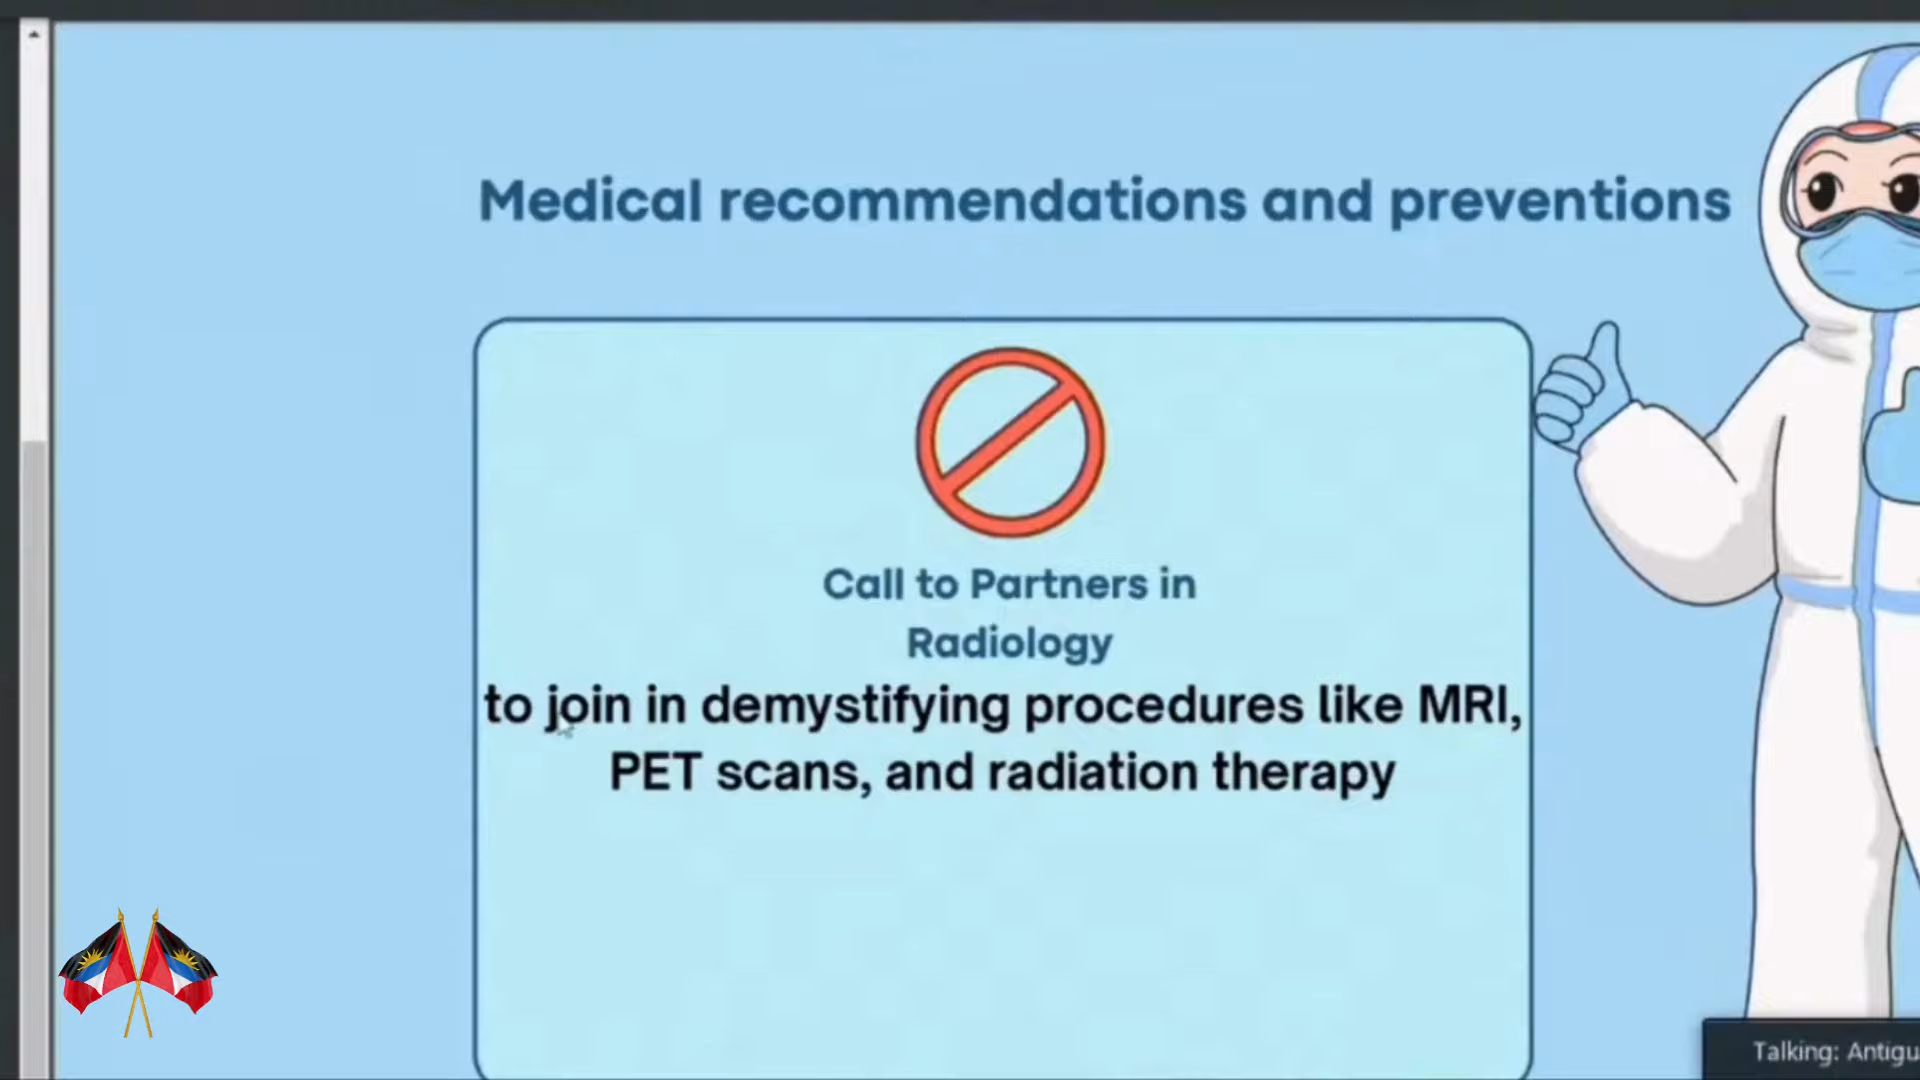 Medical recommendations and preventions
Call to Partners in
Radiology
to join in demystifying procedures like MRI,
PET scans, and radiation therapy
Talking: Antigu